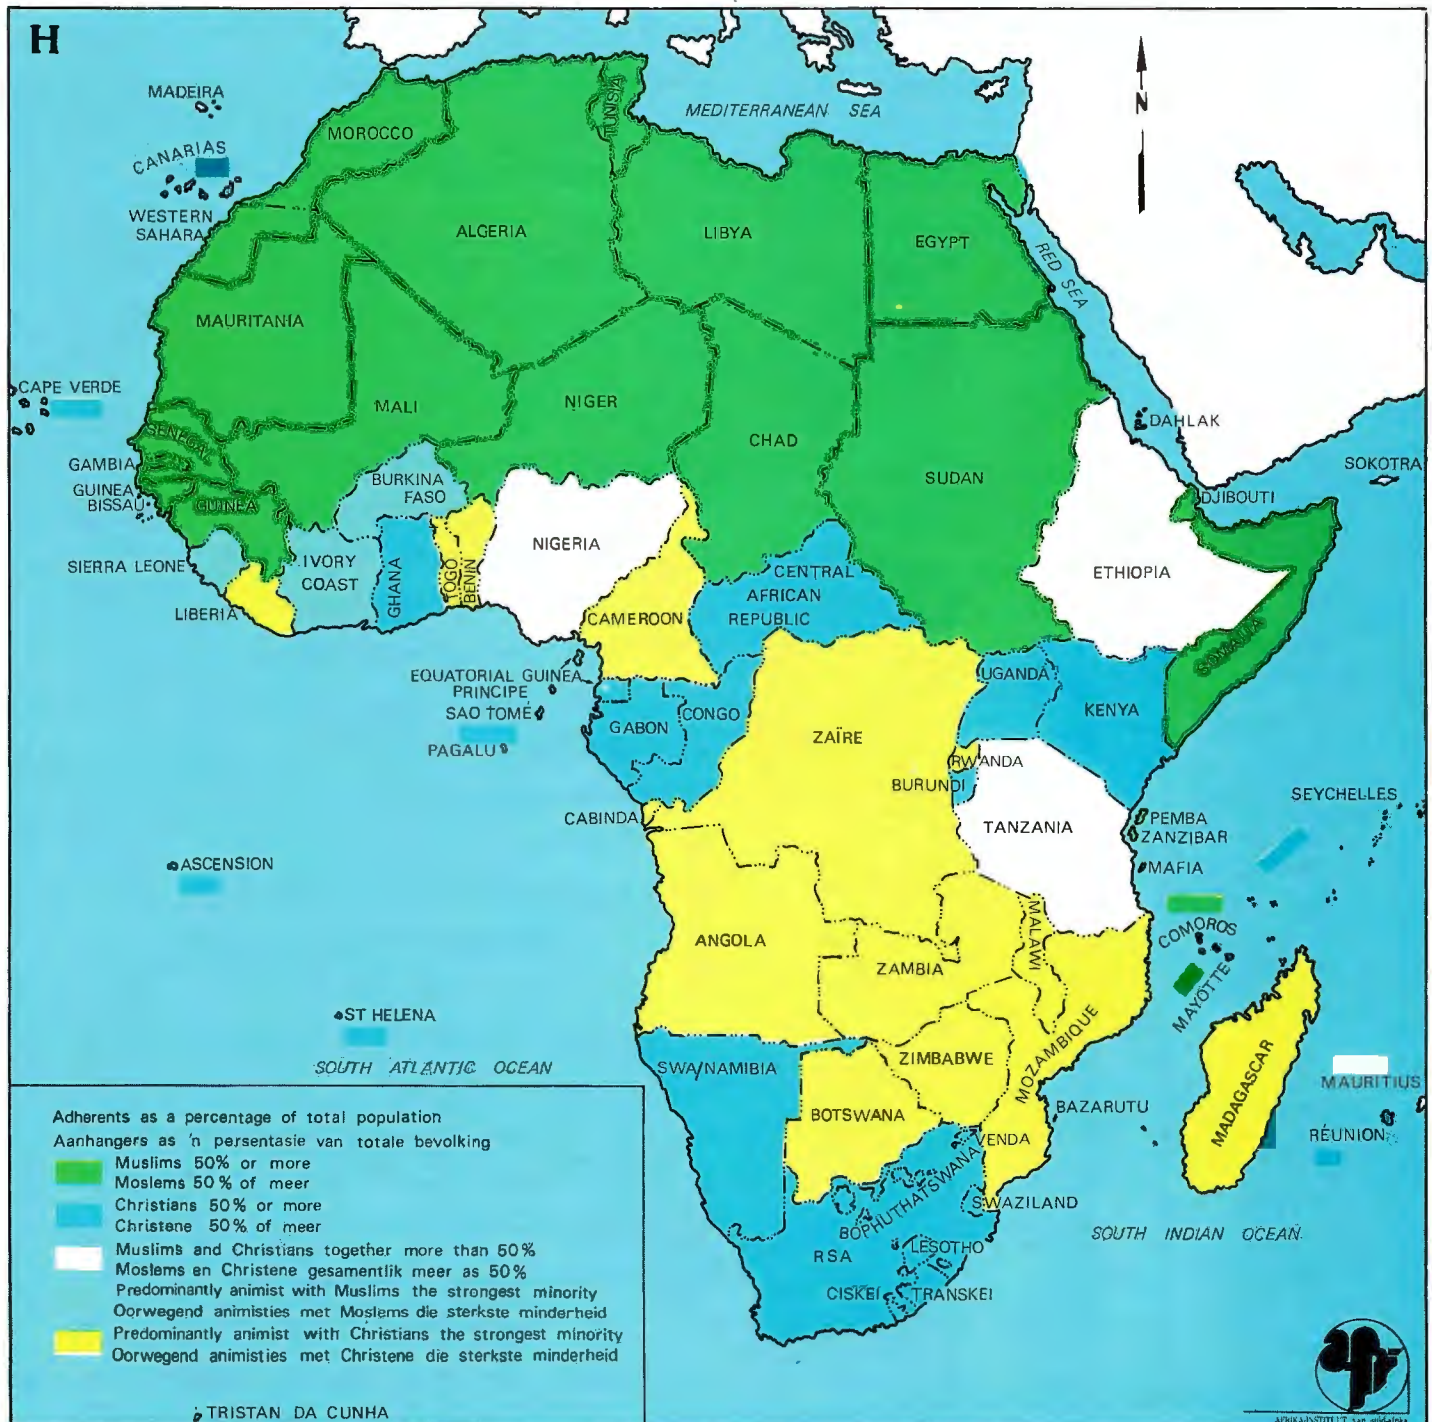 H
MADEIRA
CANARIAS
WESTERN
SAHARA
MOROCCO
TUNISIA
MEDITERRANEAN SEA
N
ALGERIA
LIBYA
EGYPT
RED SEA
MAURITANIA
CAPE VERDE
MALI
NIGER
CHAD
SUDAN
DAHLAK
SOKOTRA
DJIBOUTI
SENEGAL
GAMBIA
GUINEA
BISSAU
GUINEA
BURKINA
FASO
SIERRA LEONE
IVORY
COAST
GHANA
TOGO
BENIN
NIGERIA
LIBERIA
CAMEROON
CENTRAL
AFRICAN
REPUBLIC
ETHIOPIA
SOMALIA
EQUATORIAL GUINEA
PRINCIPE
SAO TOMÉ
PAGALU
GABON
CONGO
ZAÏRE
UGANDA
KENYA
RWANDA
BURUNDI
CABINDA
TANZANIA
PEMBA
ZANZIBAR
MAFIA
SEYCHELLES
ASCENSION
ANGOLA
ZAMBIA
MALAWI
COMOROS
MAYOTTE
ST HELENA
SOUTH ATLANTIC OCEAN
SWA/NAMIBIA
ZIMBABWE
MOZAMBIQUE
MADAGASCAR
MAURITIUS
BOTSWANA
BAZARUTU
RÉUNION
VENDA
BOPHUTHATSWANA
SWAZILAND
SOUTH INDIAN OCEAN
RSA
LESOTHO
CISKEI
TRANSKEI
Adherents as a percentage of total population
Aanhangers as 'n persentasie van totale bevolking
Muslims 50% or more
Moslems 50% of meer
Christians 50% or more
Christene 50% of meer
Muslims and Christians together more than 50%
Moslems en Christene gesamentlik meer as 50%
Predominantly animist with Muslims the strongest minority
Oorwegend animisties met Moslems die sterkste minderheid
Predominantly animist with Christians the strongest minority
Oorwegend animisties met Christene die sterkste minderheid
TRISTAN DA CUNHA